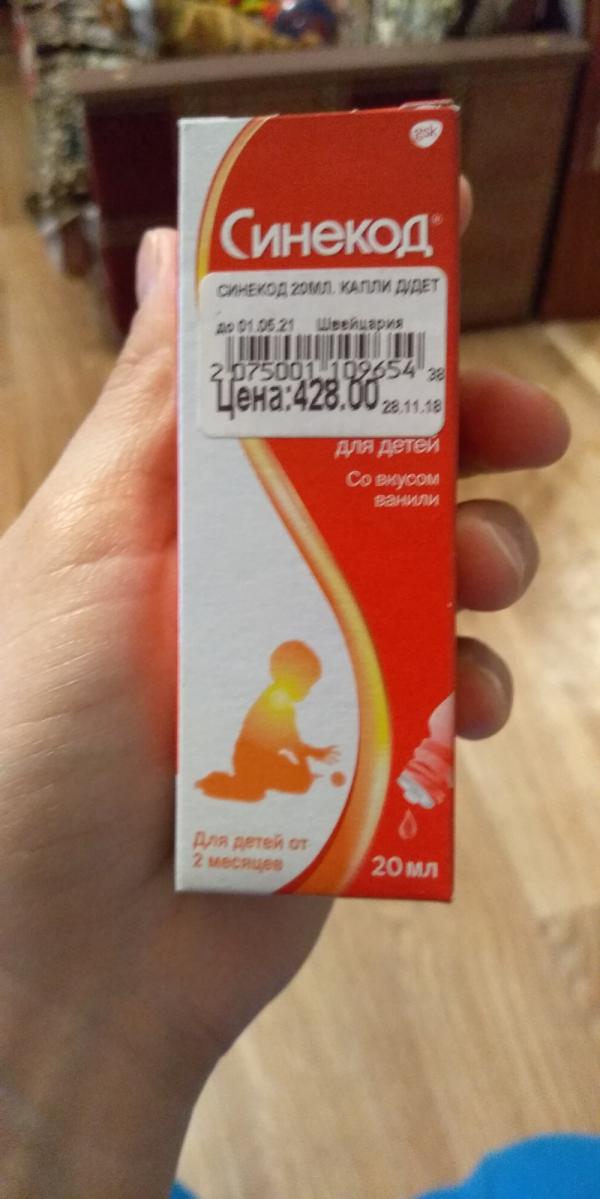 gsk
Синекод®
СИНЕКОД 20МЛ. КАПЛИ Д/ДЕТ
до 01.05.21 Швейцария
2 075001 109654 38
Цена:428.00 28.11.18
для детей
Со вкусом
ванили
Для детей от
2 месяцев
20 мл